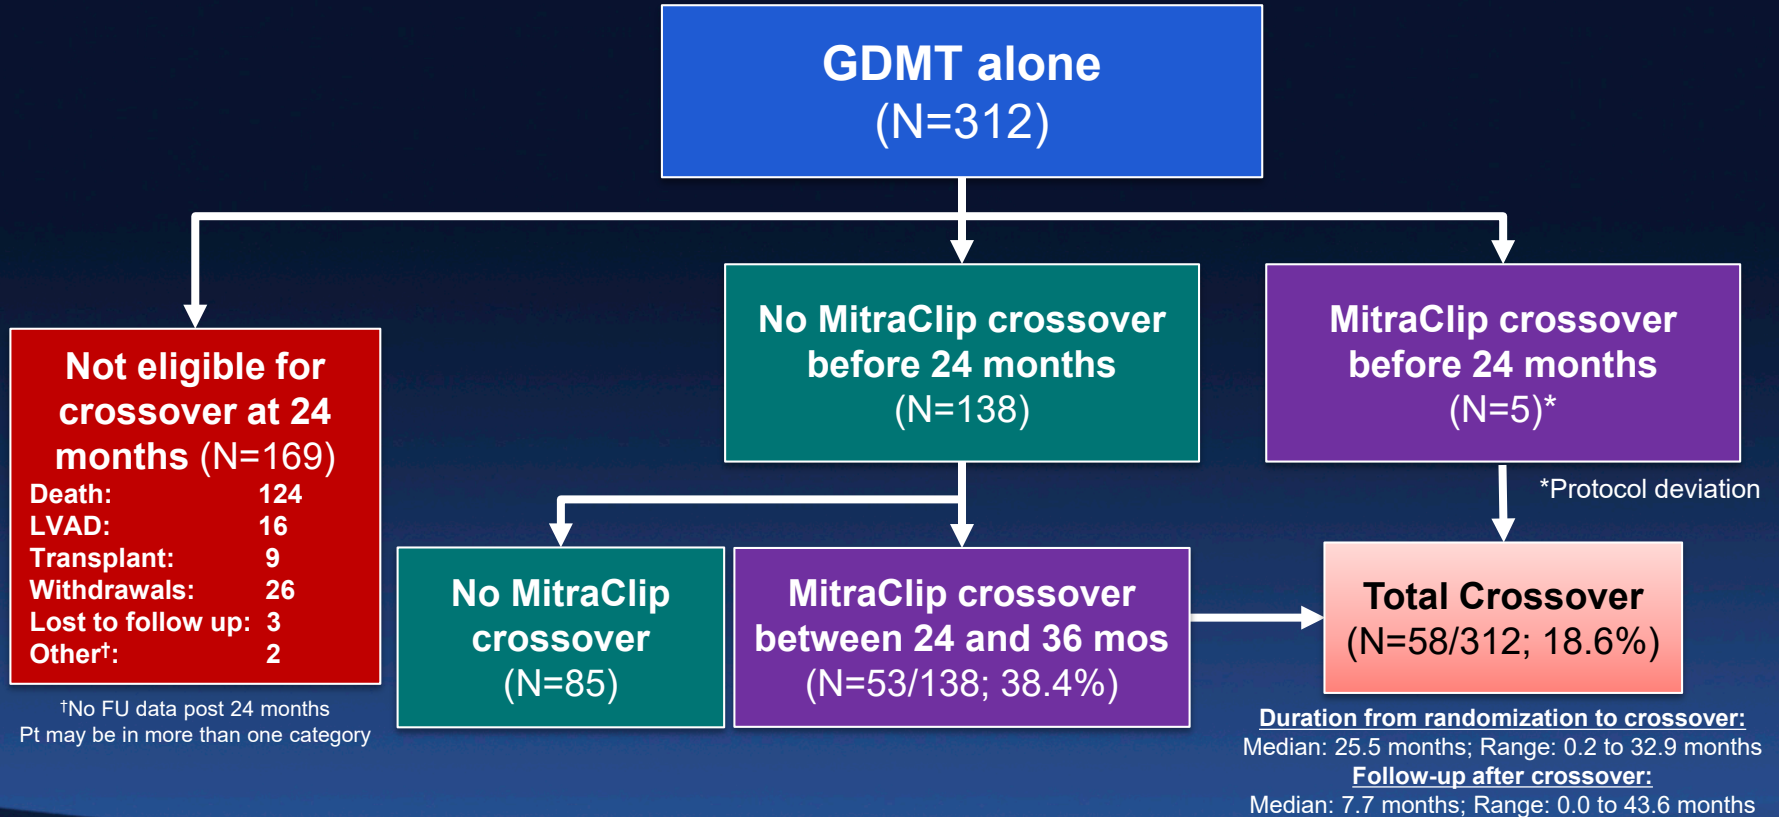 GDMT alone
(N=312)
Not eligible for
crossover at 24
months (N=169)
Death: 124
LVAD: 16
Transplant: 9
Withdrawals: 26
Lost to follow up: 3
Other†: 2
†No FU data post 24 months
Pt may be in more than one category
No MitraClip crossover
before 24 months
(N=138)
MitraClip crossover
before 24 months
(N=5)*
*Protocol deviation
No MitraClip
crossover
(N=85)
MitraClip crossover
between 24 and 36 mos
(N=53/138; 38.4%)
Total Crossover
(N=58/312; 18.6%)
Duration from randomization to crossover:
Median: 25.5 months; Range: 0.2 to 32.9 months
Follow-up after crossover:
Median: 7.7 months; Range: 0.0 to 43.6 months